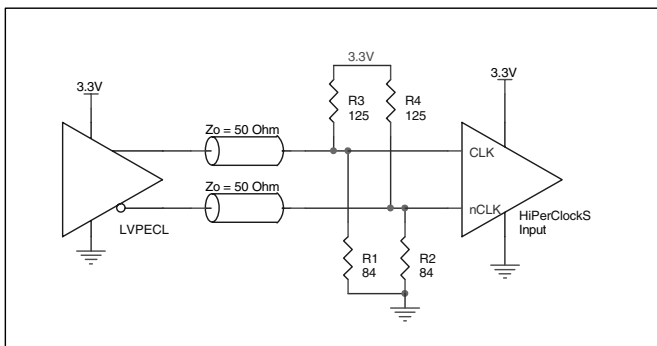 3.3V
3.3V
3.3V
R3
125
R4
125
Zo = 50 Ohm
CLK
Zo = 50 Ohm
nCLK
HiPerClockS
Input
LVPECL
R1
84
R2
84